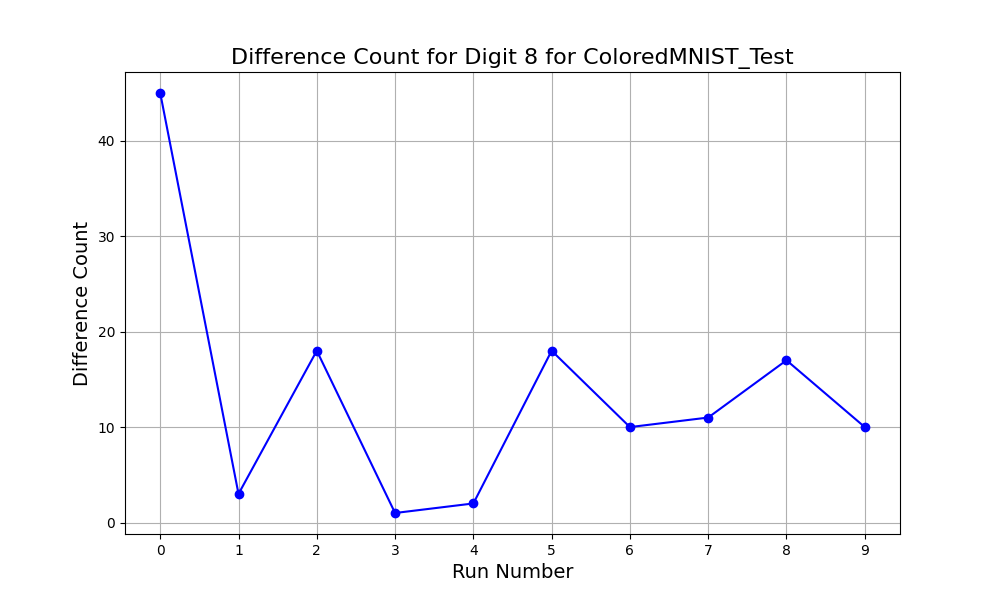 Difference Count for Digit 8 for ColoredMNIST_Test
Difference Count
40
30
20
10
0
0 1 2 3 4 5 6 7 8 9
Run Number